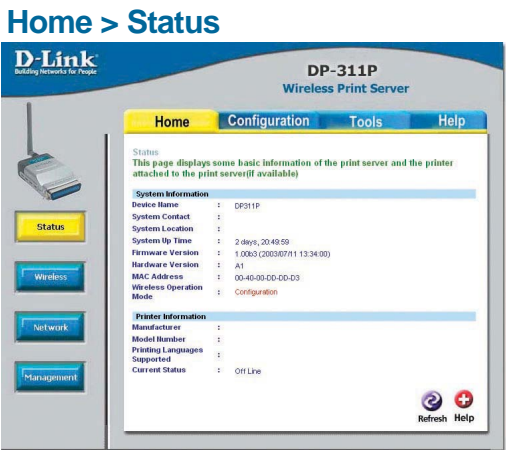 Home > Status
D-Link
Building Networks for People
DP-311P
Wireless Print Server
Home Configuration Tools Help
Status
This page displays some basic information of the print server and the printer
attached to the print server(if available)
System Information
Device Name : DP311P
System Contact :
System Location :
System Up Time : 2 days, 20:49:59
Firmware Version : 1.00b3 (2003/07/11 13:34:00)
Hardware Version : A1
MAC Address : 00-40-00-DD-DD-D3
Wireless Operation
Mode : Configuration
Printer Information
Manufacturer :
Model Number :
Printing Languages
Supported :
Current Status : Off Line
Status
Wireless
Network
Management
Refresh Help